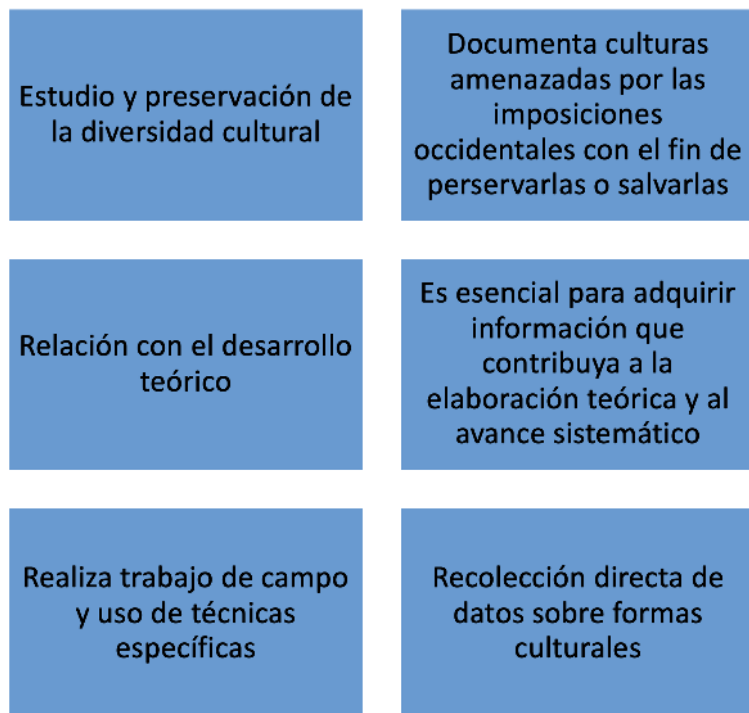 Estudio y preservación de
la diversidad cultural
Documenta culturas
amenazadas por las
imposiciones
occidentales con el fin de
perservarlas o salvarlas
Relación con el desarrollo
teórico
Es esencial para adquirir
información que
contribuya a la
elaboración teórica y al
avance sistemático
Realiza trabajo de campo
y uso de técnicas
específicas
Recolección directa de
datos sobre formas
culturales